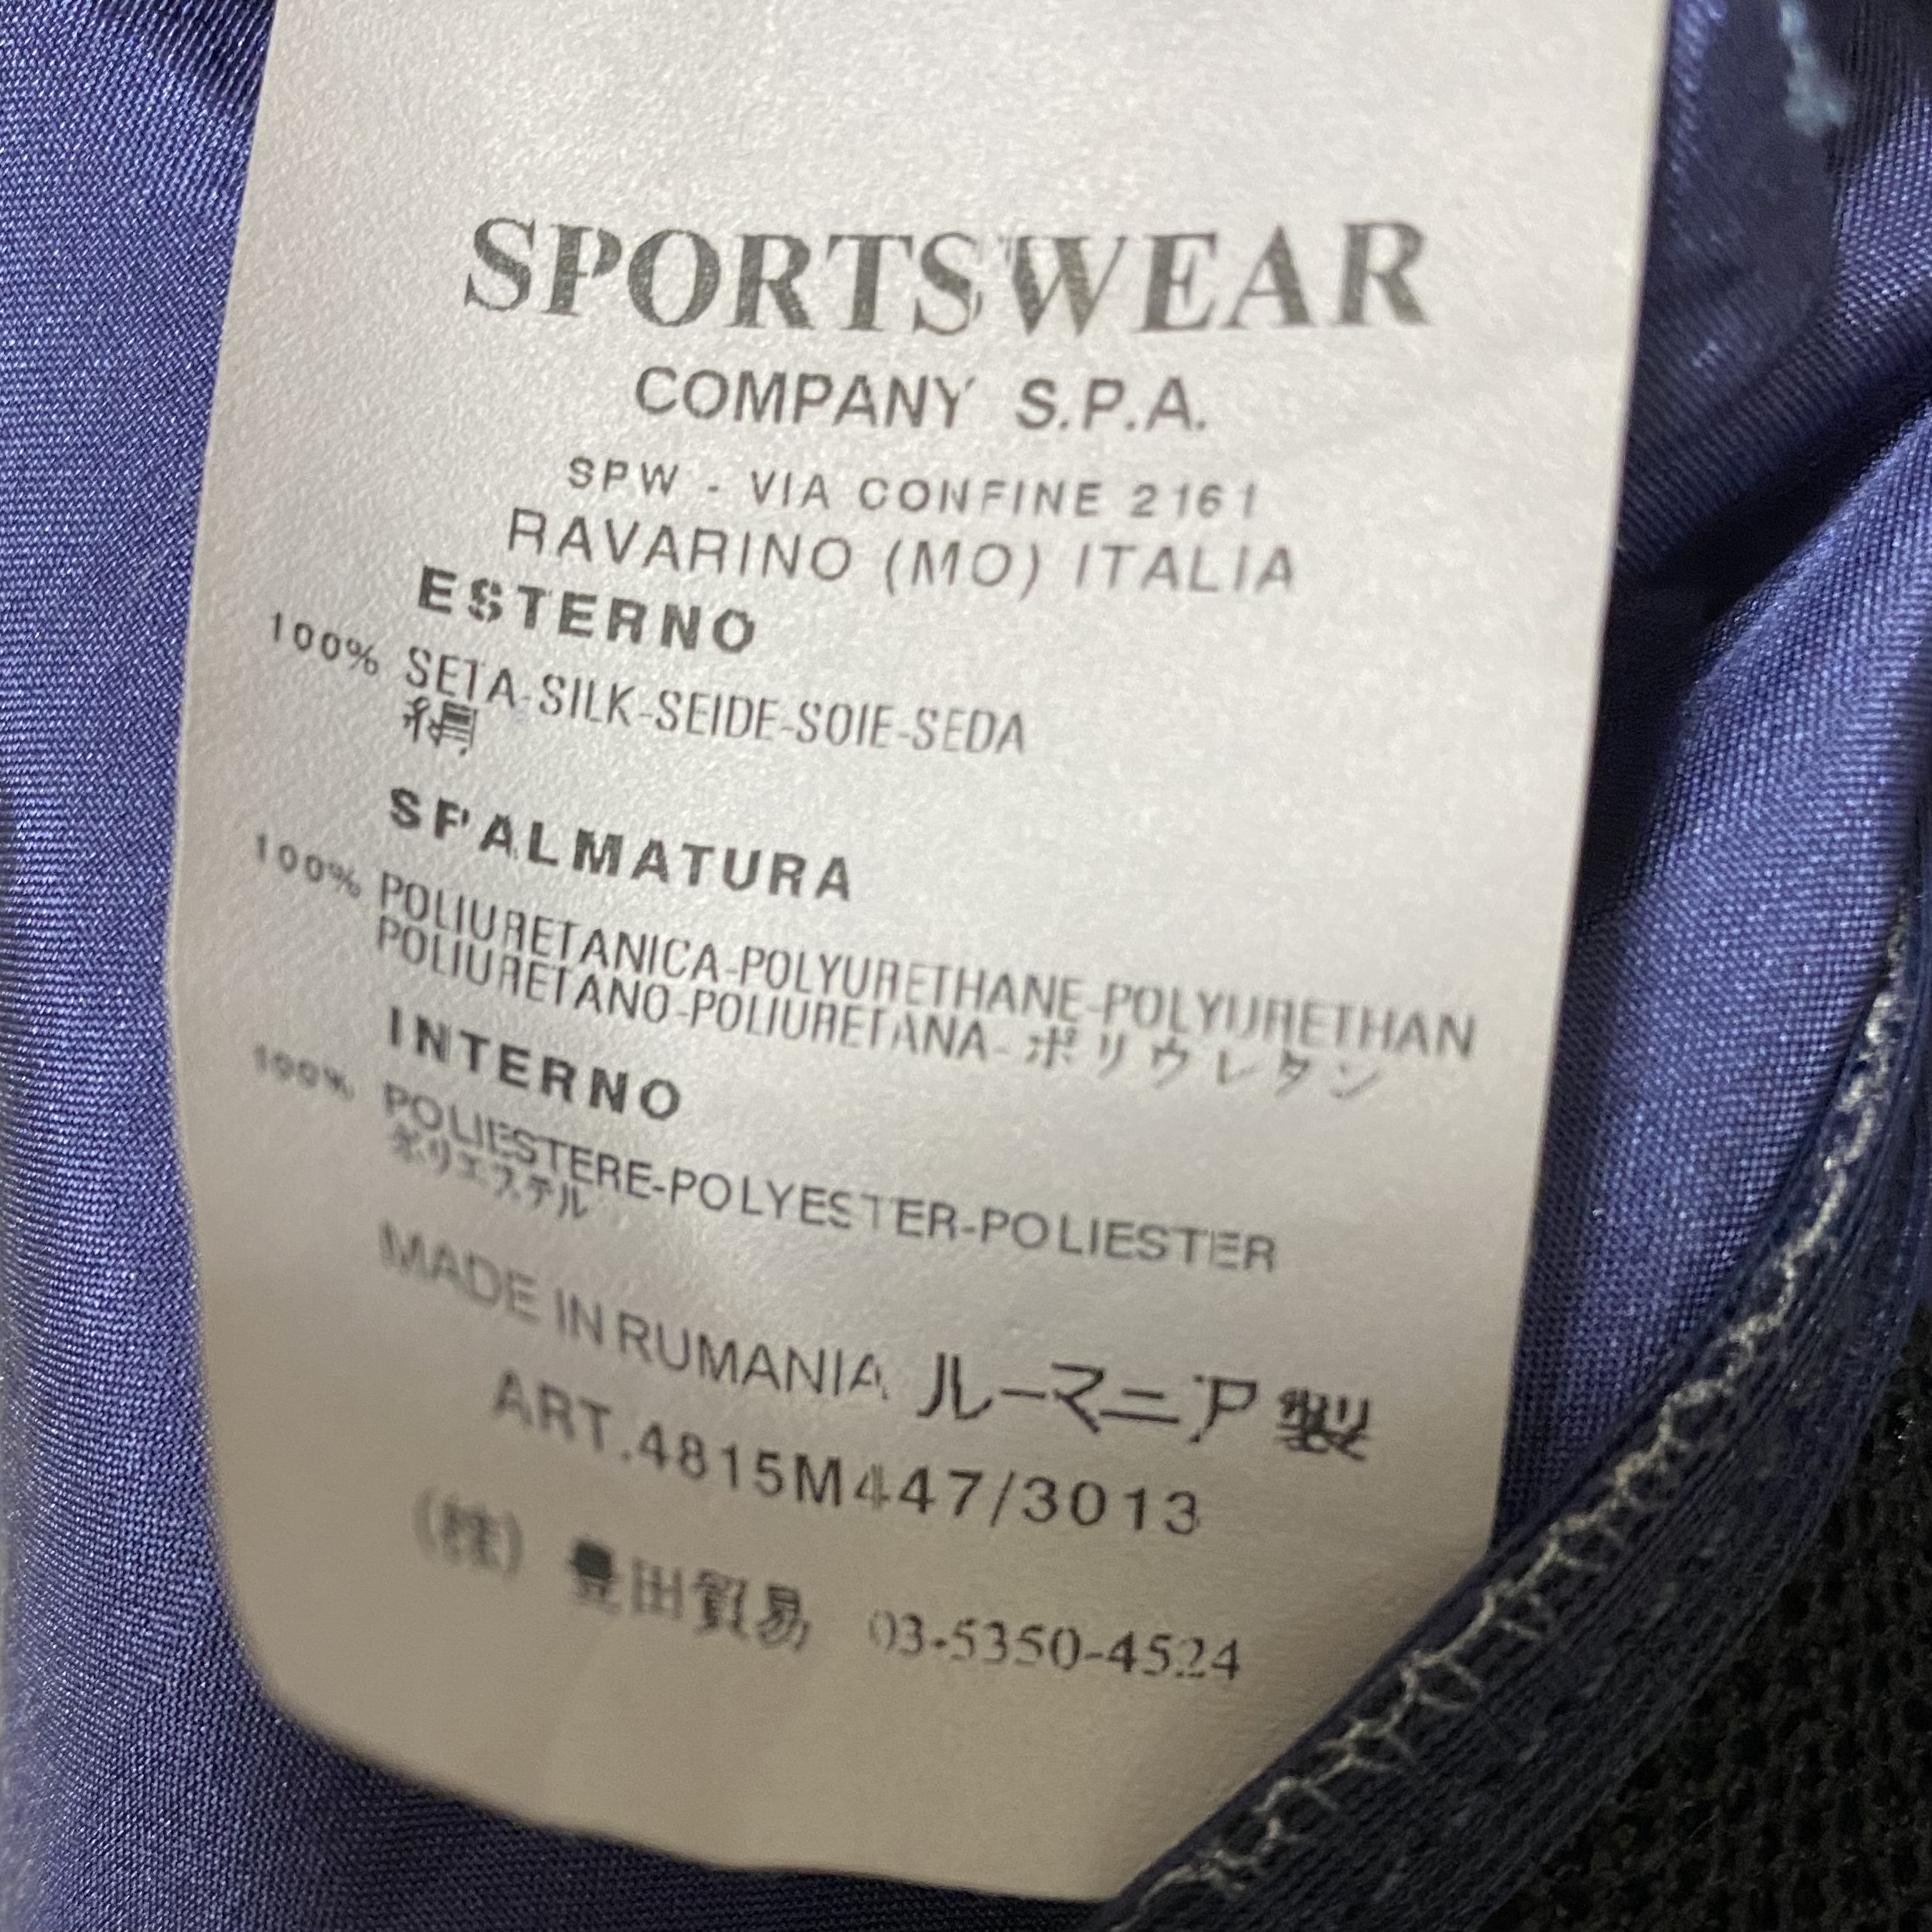 SPORTSWEAR
COMPANY S.P.A.
SPW - VIA CONFINE 2161
RAVARINO (MO) ITALIA
ESTERNO
100% SETA-SILK-SEIDE-SOIE-SEDA
絹
SPALMATURA
100% POLIURETANICA-POLYURETHANE-POLYURETHAN
POLIURETANO-POLIURETANA-ポリウレタン
INTERNO
100% POLIESTERE-POLYESTER-POLIESTER
ポリエステル
MADE IN RUMANIA ルーマニア製
ART.4815M447/3013
(株) 豊田貿易 03-5350-4524